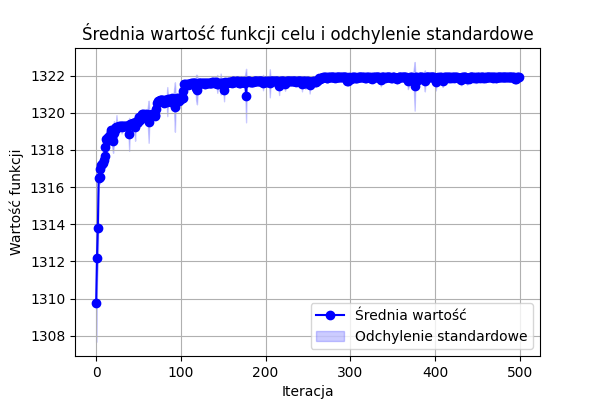 Średnia wartość funkcji celu i odchylenie standardowe
Wartość funkcji
1322
1320
1318
1316
1314
1312
1310
1308
0 100 200 300 400 500
Iteracja
Średnia wartość
Odchylenie standardowe